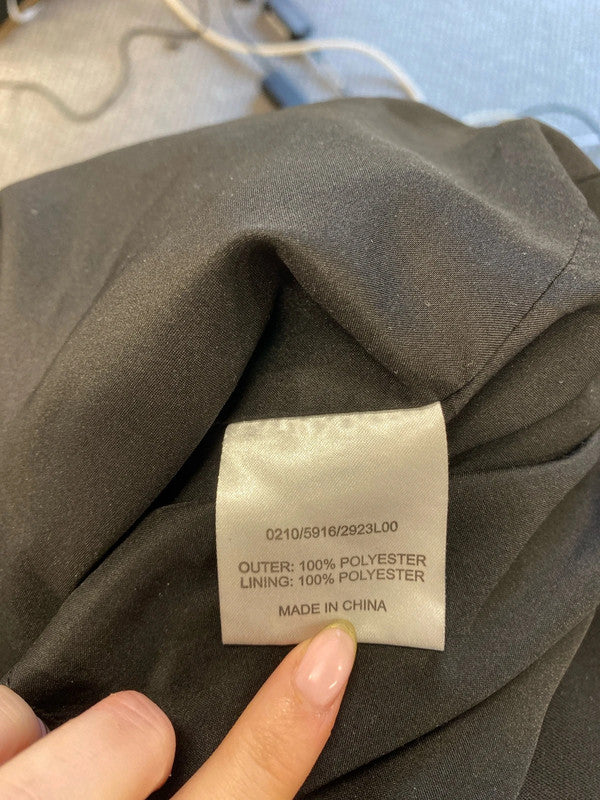 0210/5916/2923L00
OUTER: 100% POLYESTER
LINING: 100% POLYESTER
MADE IN CHINA